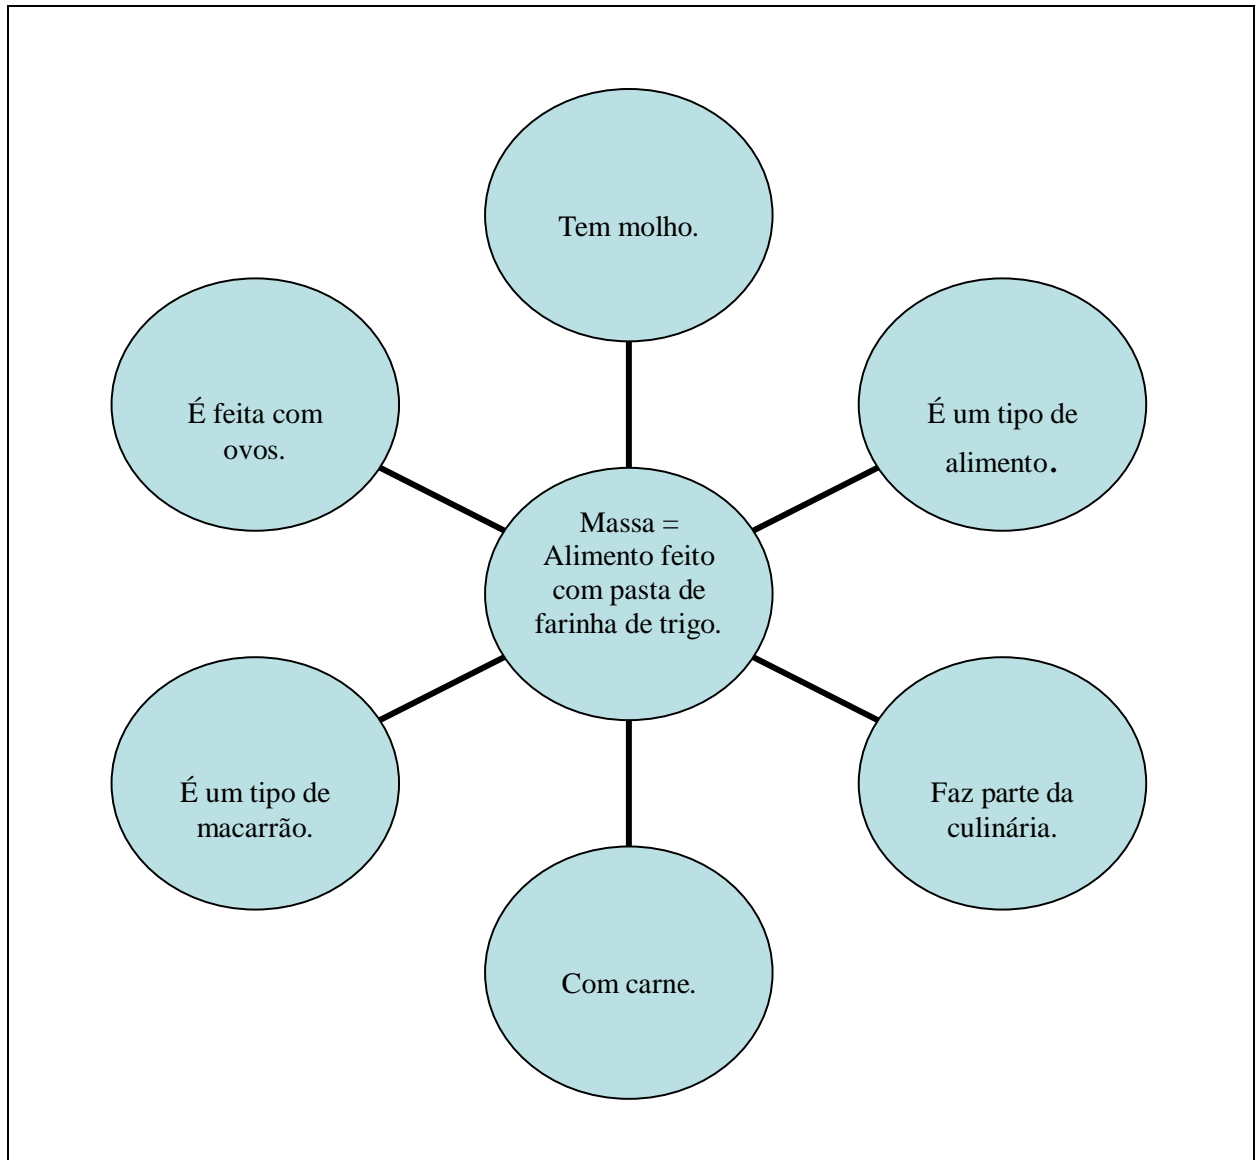 Tem molho.
É feita com
ovos.
É um tipo de
alimento.
Massa =
Alimento feito
com pasta de
farinha de trigo.
É um tipo de
macarrão.
Faz parte da
culinária.
Com carne.